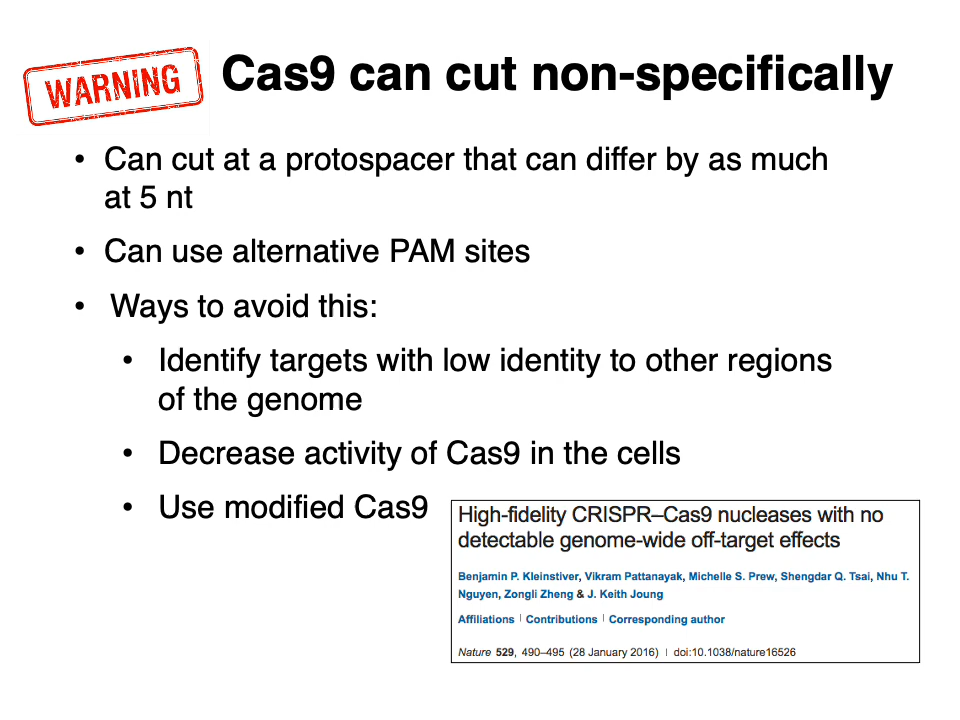 WARNING
Cas9 can cut non-specifically
• Can cut at a protospacer that can differ by as much
at 5 nt
• Can use alternative PAM sites
• Ways to avoid this:
• Identify targets with low identity to other regions
of the genome
• Decrease activity of Cas9 in the cells
• Use modified Cas9
High-fidelity CRISPR–Cas9 nucleases with no
detectable genome-wide off-target effects
Benjamin P. Kleinstiver, Vikram Pattanayak, Michelle S. Prew, Shengdar Q. Tsai, Nhu T.
Nguyen, Zongli Zheng & J. Keith Joung
Affiliations | Contributions | Corresponding author
Nature 529, 490–495 (28 January 2016) | doi:10.1038/nature16526